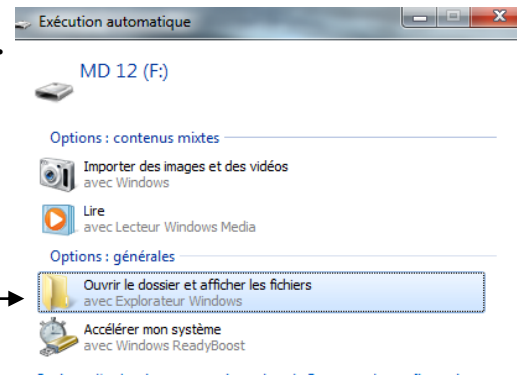 Exécution automatique
MD 12 (F:)
Options : contenus mixtes
Importer des images et des vidéos
avec Windows
Lire
avec Lecteur Windows Media
Options : générales
Ouvrir le dossier et afficher les fichiers
avec Explorateur Windows
Accélérer mon système
avec Windows ReadyBoost